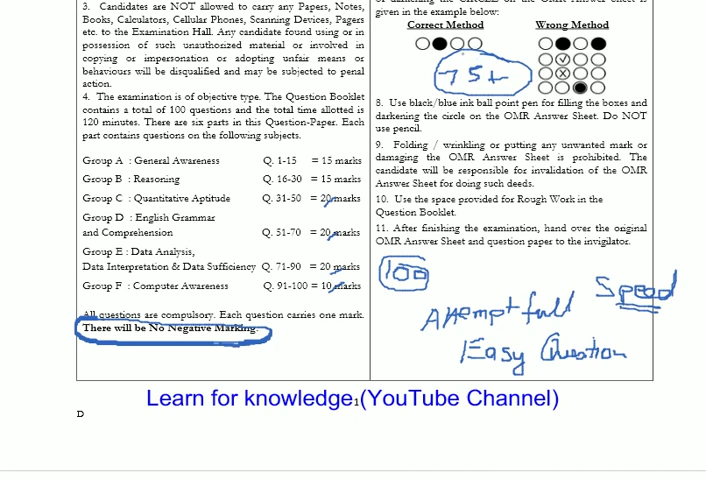 3. Candidates are NOT allowed to carry any Papers, Notes,
Books, Calculators, Cellular Phones, Scanning Devices, Pagers
etc. to the Examination Hall. Any candidate found using or in
possession of such unauthorized material or involved in
copying or impersonation or adopting unfair means or
behaviours will be disqualified and may be subjected to penal
action.
4. The examination is of objective type. The Question Booklet
contains a total of 100 questions and the total time allotted is
120 minutes. There are six parts in this Question-Paper. Each
part contains questions on the following subjects.
Group A : General Awareness Q. 1-15 = 15 marks
Group B : Reasoning Q. 16-30 = 15 marks
Group C : Quantitative Aptitude Q. 31-50 = 20 marks
Group D : English Grammar
and Comprehension Q. 51-70 = 20 marks
Group E : Data Analysis,
Data Interpretation & Data Sufficiency Q. 71-90 = 20 marks
Group F : Computer Awareness Q. 91-100 = 10 marks
All questions are compulsory. Each question carries one mark.
There will be No Negative Marking.
given in the example below:
Correct Method Wrong Method
75+
8. Use black/blue ink ball point pen for filling the boxes and
darkening the circle on the OMR Answer Sheet. Do NOT
use pencil.
9. Folding / wrinkling or putting any unwanted mark or
damaging the OMR Answer Sheet is prohibited. The
candidate will be responsible for invalidation of the OMR
Answer Sheet for doing such deeds.
10. Use the space provided for Rough Work in the
Question Booklet.
11. After finishing the examination, hand over the original
OMR Answer Sheet and question paper to the invigilator.
100
Speed
Attempt full
Easy Question
Learn for knowledge (YouTube Channel)
1
D